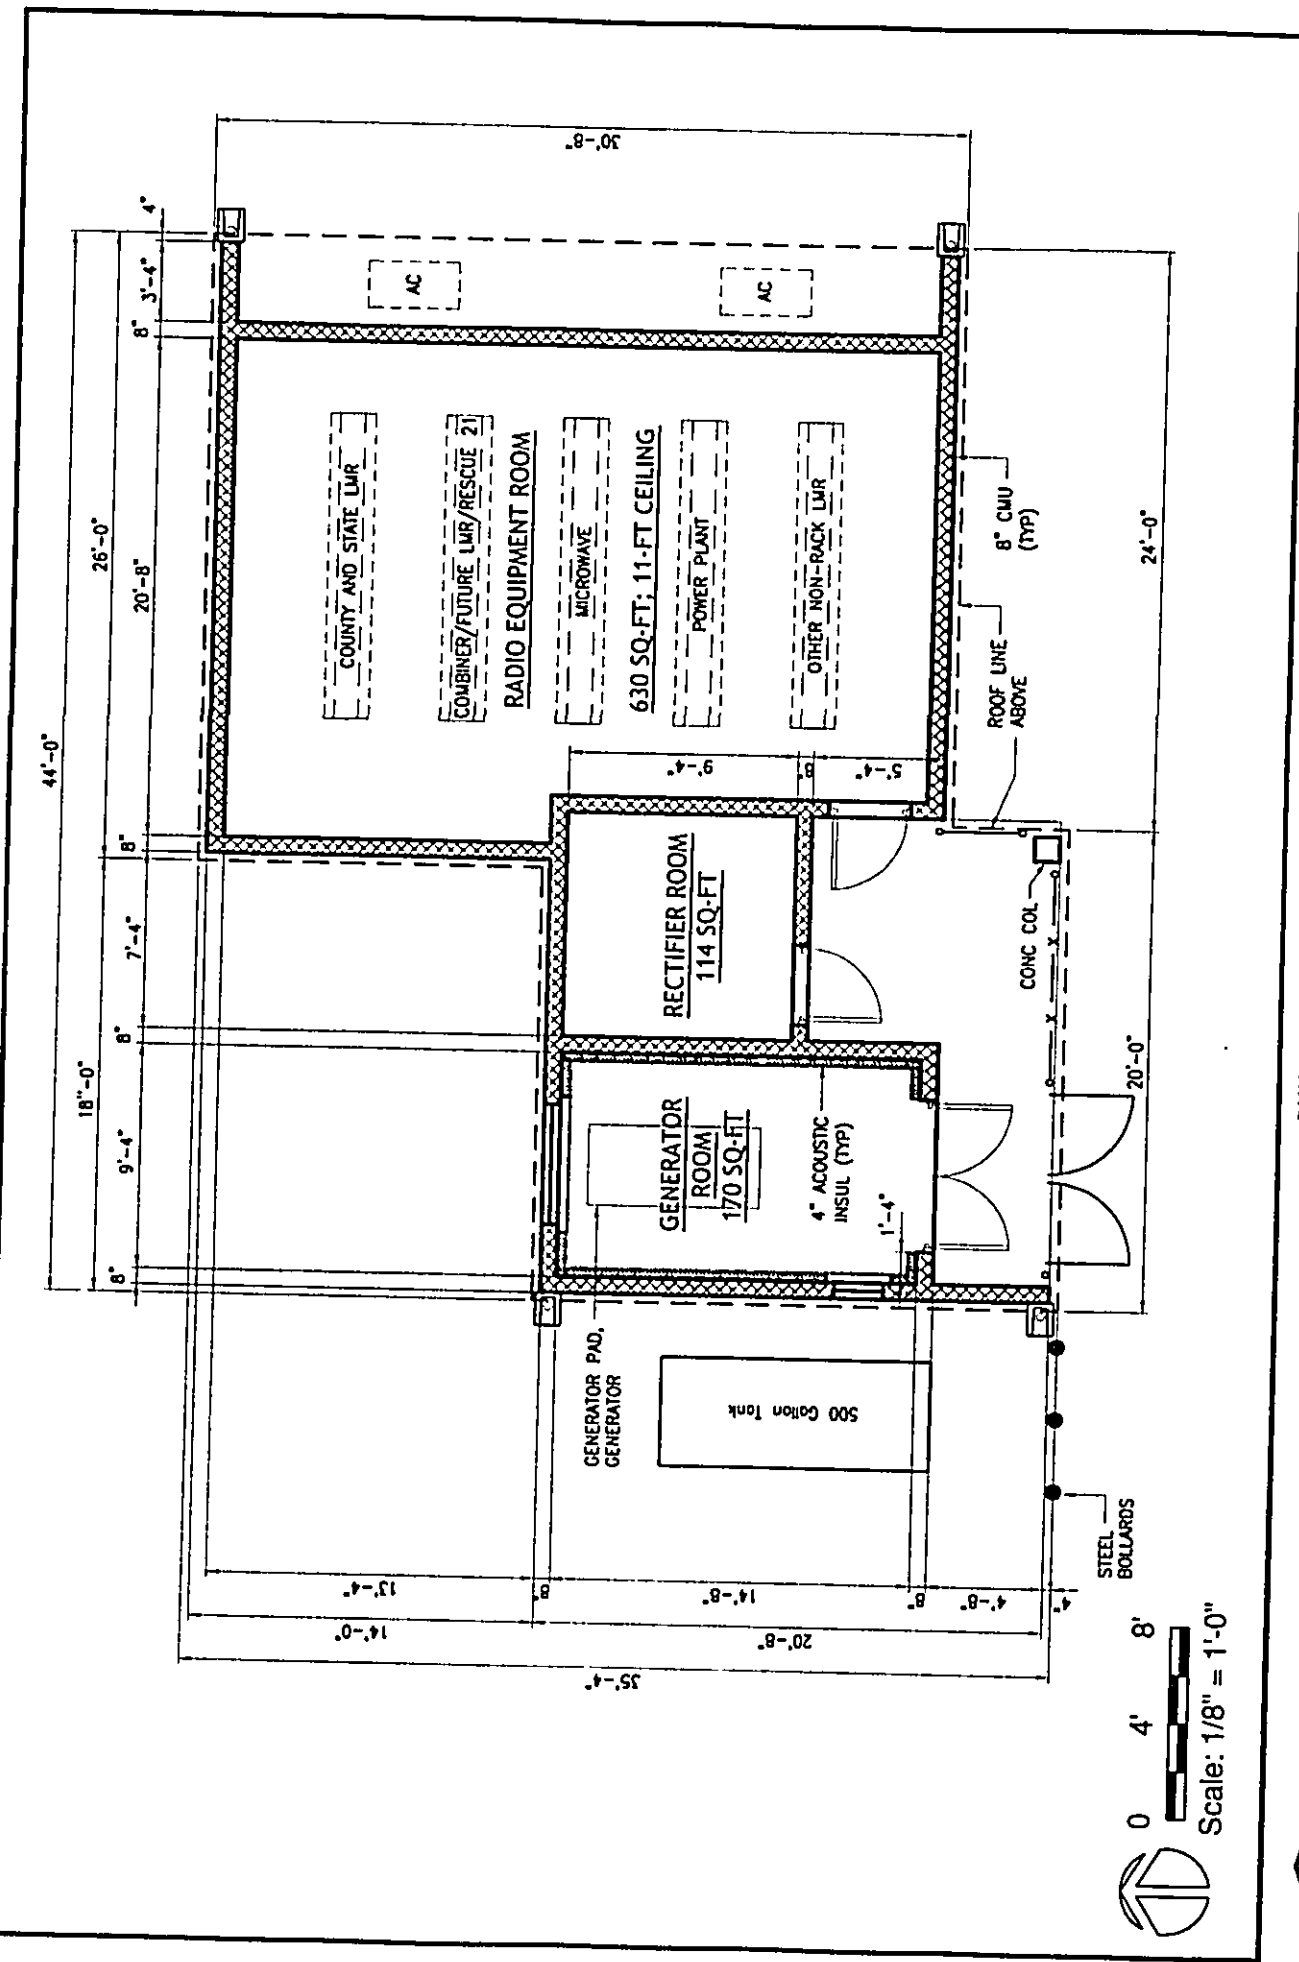 44'-0"
18"-0"
26'-0"
8"
9'-4"
8"
7'-4"
8"
20'-8"
8"
3'-4"
4"
30'-8"
AC
AC
COUNTY AND STATE LMR
COMBINER/FUTURE LMR/RESCUE 21
RADIO EQUIPMENT ROOM
MICROWAVE
630 SQ-FT; 11-FT CEILING
POWER PLANT
OTHER NON-RACK LMR
9'-4"
8"
5'-4"
RECTIFIER ROOM
114 SQ-FT
GENERATOR
ROOM
170 SQ-FT
4" ACOUSTIC
INSUL (TYP)
1'-4"
GENERATOR PAD,
GENERATOR
500 Gallon Tank
CONC COL
ROOF LINE
ABOVE
8" CMU
(TYP)
20'-0"
24'-0"
STEEL
BOLLARDS
13'-4"
8"
14'-8"
8"
4'-8"
4"
14'-0"
20'-8"
35'-4"
0 4' 8'
Scale: 1/8" = 1'-0"